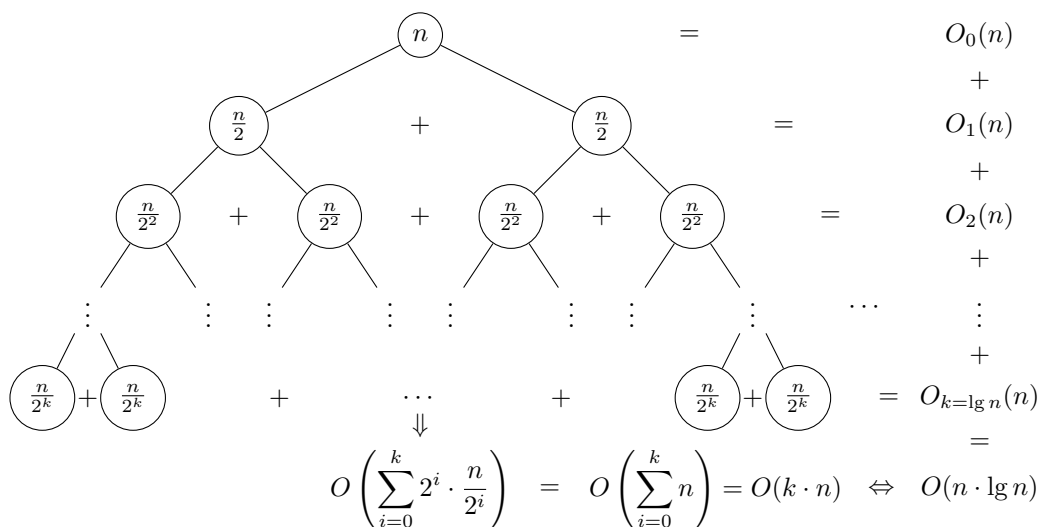 n = O_0(n)
+
n/2 + n/2 = O_1(n)
+
n/2^2 + n/2^2 + n/2^2 + n/2^2 = O_2(n)
+
⋮ ⋮ ⋮ ⋮ ⋮ ⋮ ⋮ ⋮ ⋯ ⋮
+
n/2^k + n/2^k + ⋯ + n/2^k + n/2^k = O_{k=lg n}(n)
⇓ =
O(∑_{i=0}^{k} 2^i · n/2^i) = O(∑_{i=0}^{k} n) = O(k · n) ⇔ O(n · lg n)